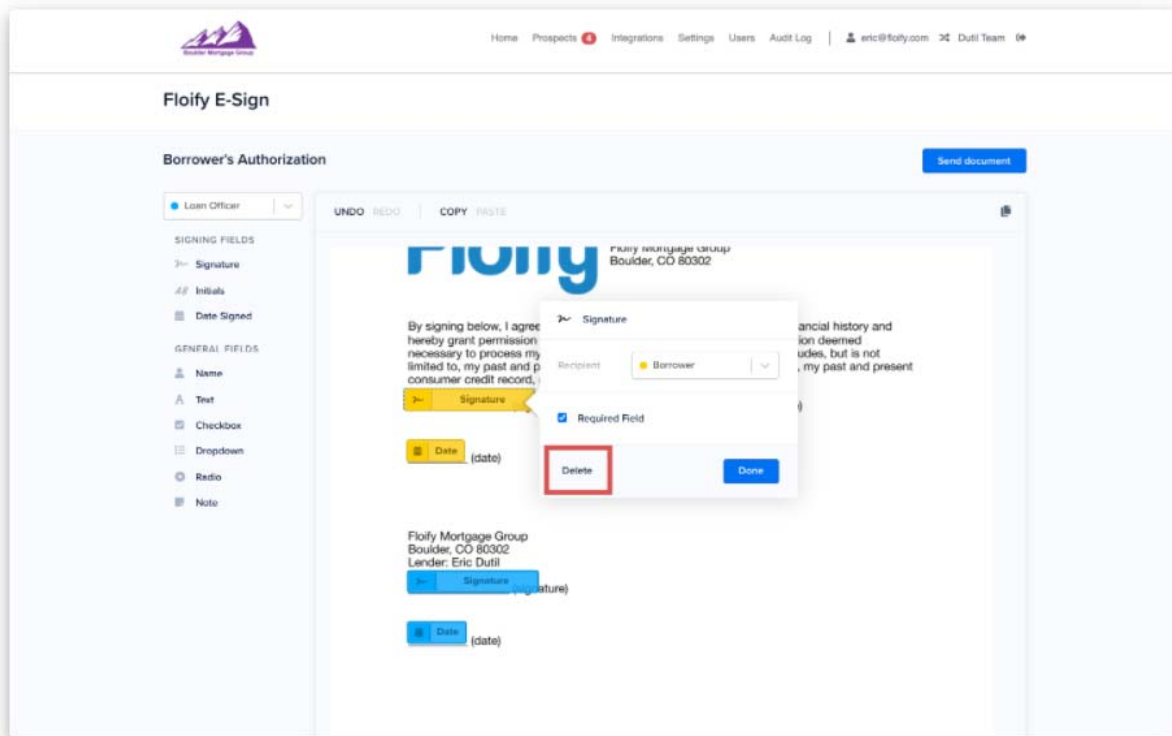 Boulder Mortgage Group
Home Prospects 4 Integrations Settings Users Audit Log eric@floify.com Dutil Team
Floify E-Sign
Borrower's Authorization
Send document
Loan Officer
UNDO REDO COPY PASTE
SIGNING FIELDS
Signature
Initials
Date Signed
GENERAL FIELDS
Name
Text
Checkbox
Dropdown
Radio
Note
Floify
Floify Mortgage Group
Boulder, CO 80302
By signing below, I agree ancial history and
hereby grant permission ion deemed
necessary to process my udes, but is not
limited to, my past and p , my past and present
consumer credit record,
Signature
Date (date)
Signature
Recipient Borrower
Required Field
Delete Done
Floify Mortgage Group
Boulder, CO 80302
Lender: Eric Dutil
Signature (signature)
Date (date)